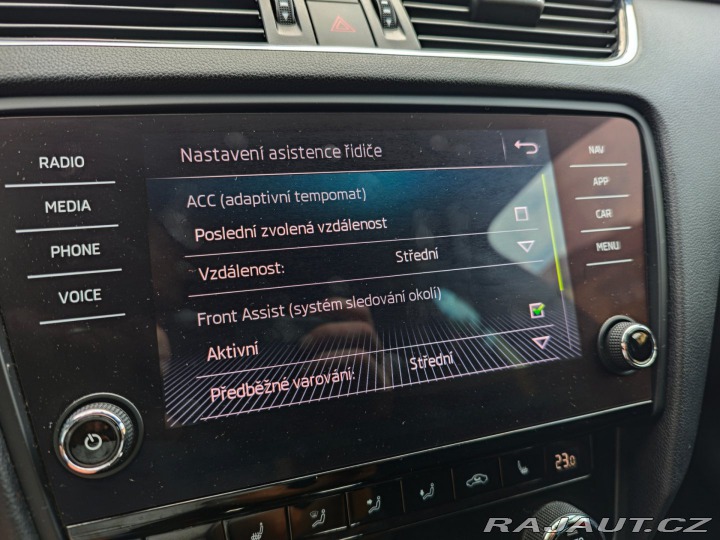 RADIO
MEDIA
PHONE
VOICE
Nastavení asistence řidiče
ACC (adaptivní tempomat)
Poslední zvolená vzdálenost
Vzdálenost: Střední
Front Assist (systém sledování okolí)
Aktivní
Předběžné varování: Střední
NAV
APP
CAR
MENU
23.0
RAJAUT.CZ